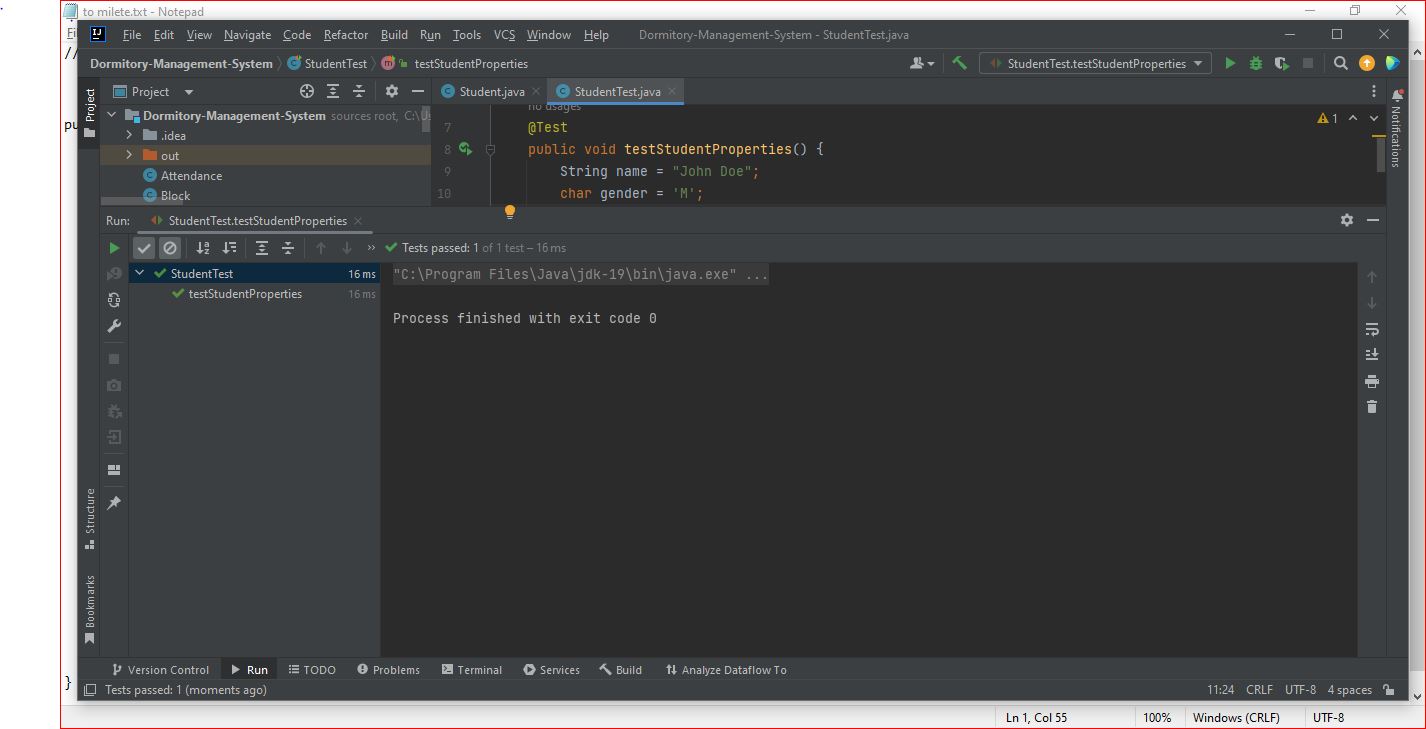 to milete.txt - Notepad
File Edit View Navigate Code Refactor Build Run Tools VCS Window Help Dormitory-Management-System - StudentTest.java
//
Dormitory-Management-System StudentTest testStudentProperties StudentTest.testStudentProperties
Project Project Student.java StudentTest.java
no usages
Dormitory-Management-System sources root, C:\Us
pu
7 @Test
.idea
8 public void testStudentProperties() {
out
9 String name = "John Doe";
Attendance
10 char gender = 'M';
Block
Notifications
1
Run: StudentTest.testStudentProperties
Tests passed: 1 of 1 test – 16 ms
StudentTest 16 ms
testStudentProperties 16 ms
"C:\Program Files\Java\jdk-19\bin\java.exe" ...
Process finished with exit code 0
Structure
Bookmarks
Version Control Run TODO Problems Terminal Services Build Analyze Dataflow To
}
Tests passed: 1 (moments ago) 11:24 CRLF UTF-8 4 spaces
Ln 1, Col 55 100% Windows (CRLF) UTF-8